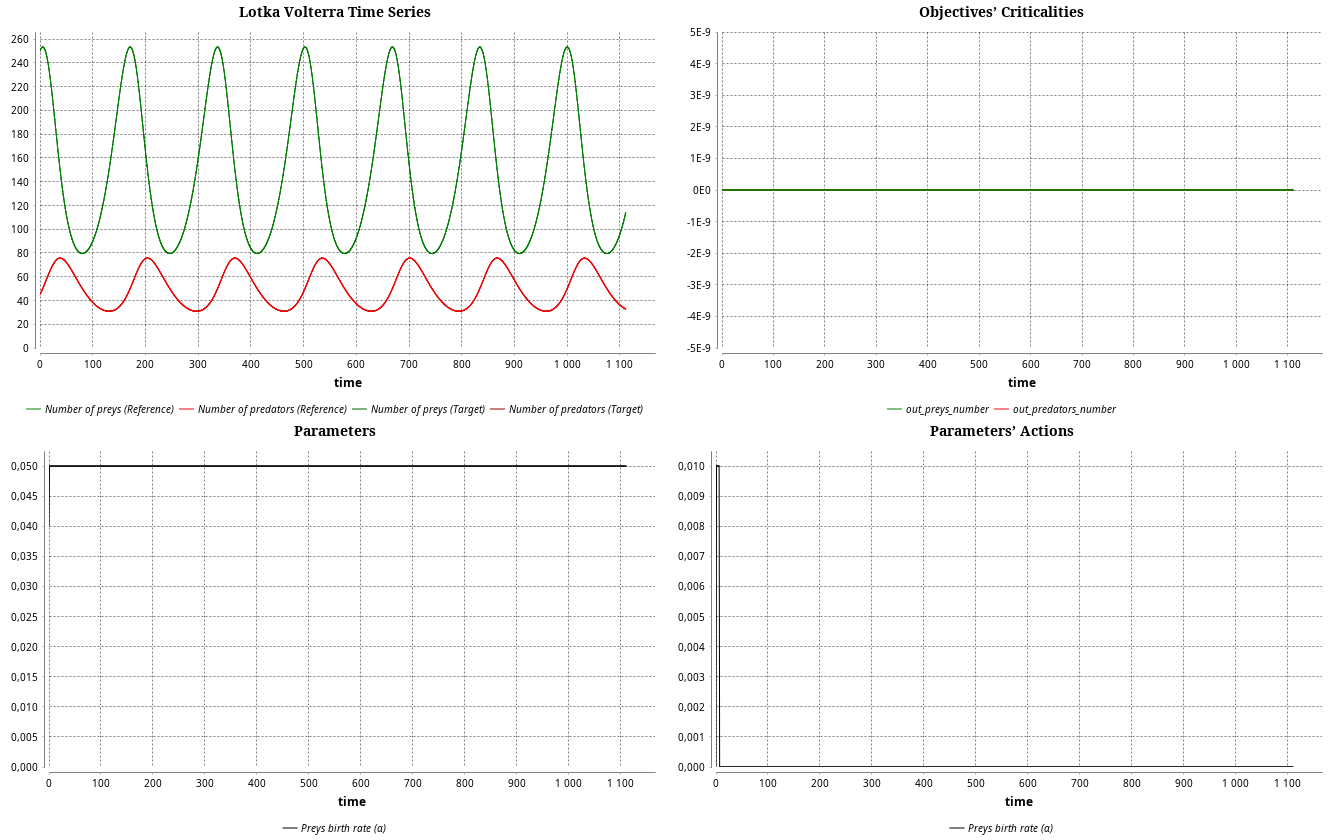 Lotka Volterra Time Series
260
240
220
200
180
160
140
120
100
80
60
40
20
0
0 100 200 300 400 500 600 700 800 900 1 000 1 100
time
Number of preys (Reference) Number of predators (Reference) Number of preys (Target) Number of predators (Target)
Objectives’ Criticalities
5E-9
4E-9
3E-9
2E-9
1E-9
0E0
-1E-9
-2E-9
-3E-9
-4E-9
-5E-9
0 100 200 300 400 500 600 700 800 900 1 000 1 100
time
out_preys_number out_predators_number
Parameters
0,050
0,045
0,040
0,035
0,030
0,025
0,020
0,015
0,010
0,005
0,000
0 100 200 300 400 500 600 700 800 900 1 000 1 100
time
Preys birth rate (a)
Parameters’ Actions
0,010
0,009
0,008
0,007
0,006
0,005
0,004
0,003
0,002
0,001
0,000
0 100 200 300 400 500 600 700 800 900 1 000 1 100
time
Preys birth rate (a)